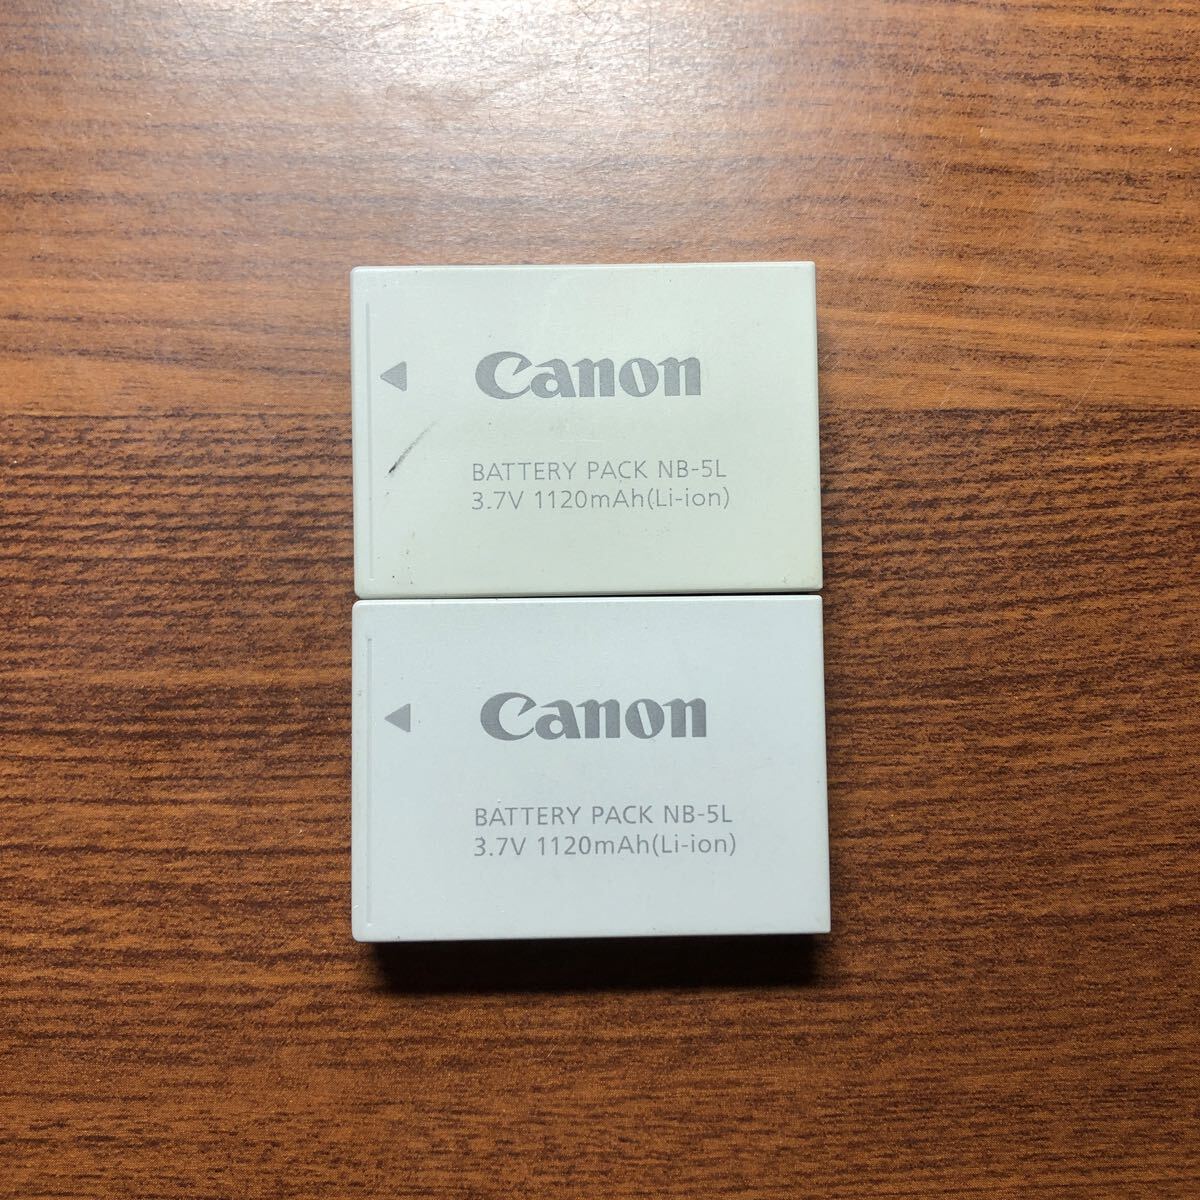 Canon
BATTERY PACK NB-5L
3.7V 1120mAh(Li-ion)
Canon
BATTERY PACK NB-5L
3.7V 1120mAh(Li-ion)